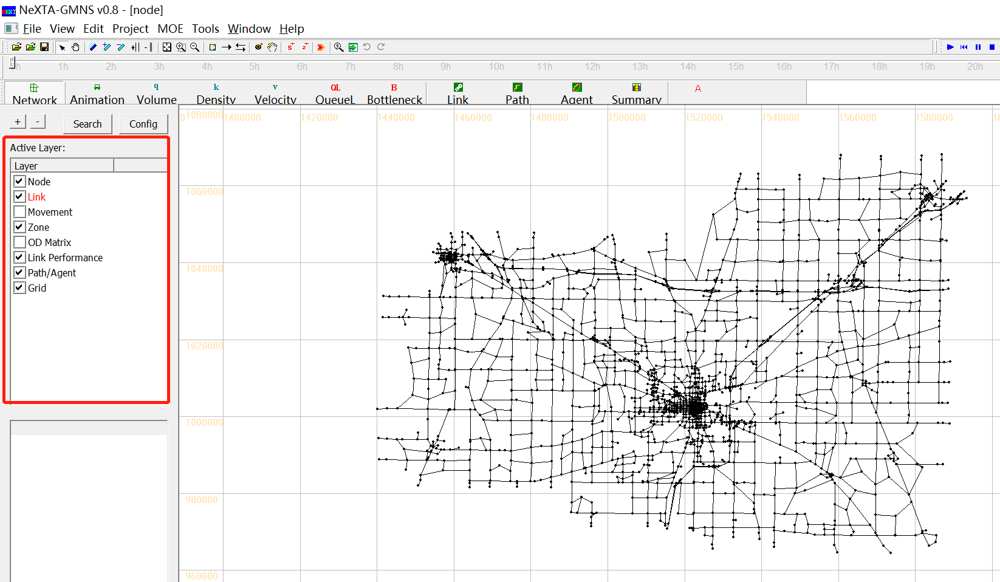 NEXT NeXTA-GMNS v0.8 - [node]
File View Edit Project MOE Tools Window Help
1h 2h 3h 4h 5h 6h 7h 8h 9h 10h 11h 12h 13h 14h 15h 16h 17h 18h 19h 20h
q k v QL B A
Network Animation Volume Density Velocity QueueL Bottleneck Link Path Agent Summary
+ - Search Config
Active Layer:
Layer
Node
Link
Movement
Zone
OD Matrix
Link Performance
Path/Agent
Grid
1080000 1400000 1420000 1440000 1460000 1480000 1500000 1520000 1540000 1560000 1580000
1060000
1040000
1020000
1000000
980000
960000